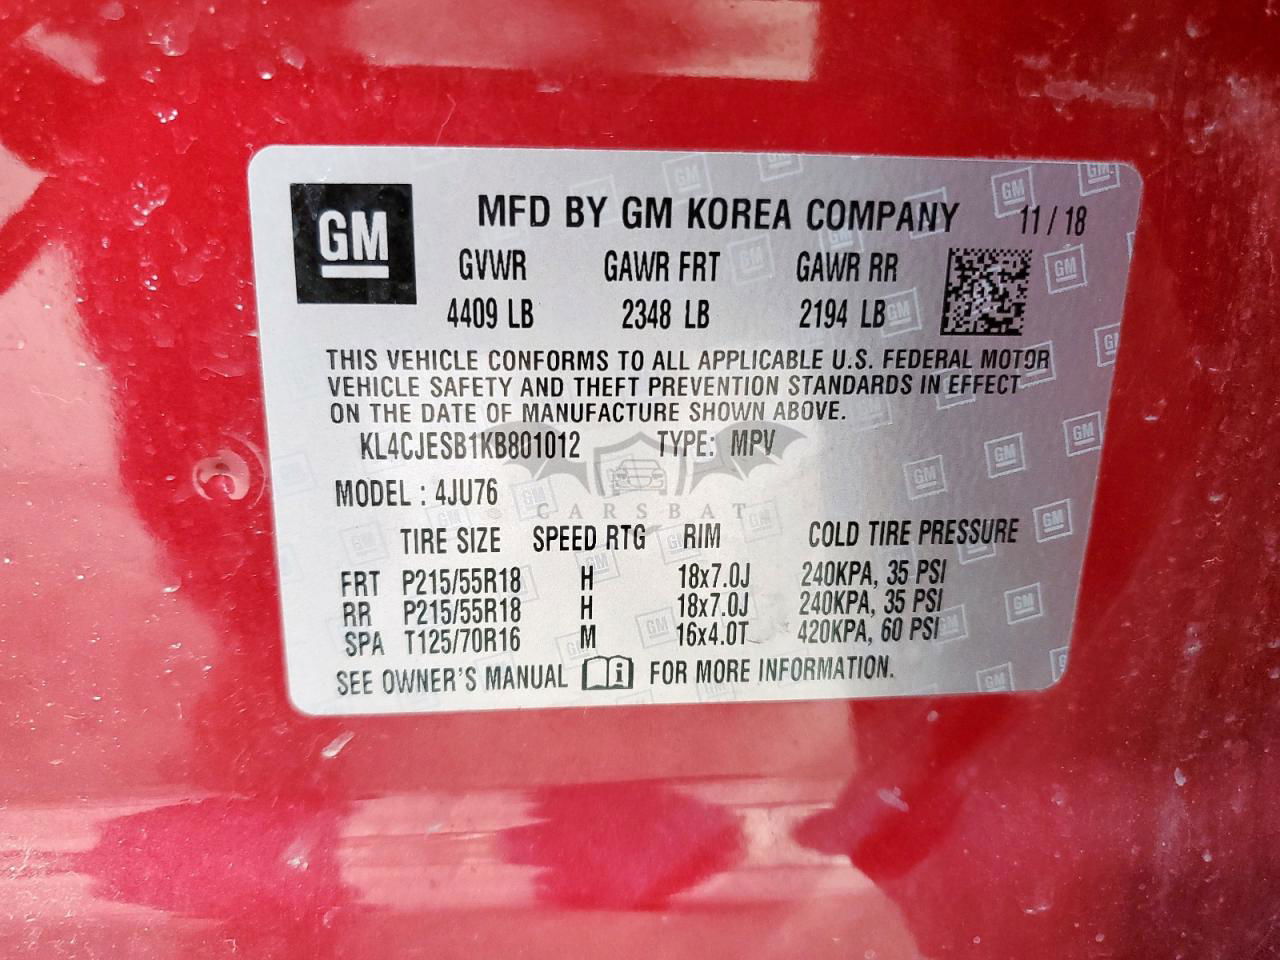 GM MFD BY GM KOREA COMPANY 11 / 18
GVWR GAWR FRT GAWR RR
4409 LB 2348 LB 2194 LB
THIS VEHICLE CONFORMS TO ALL APPLICABLE U.S. FEDERAL MOTOR
VEHICLE SAFETY AND THEFT PREVENTION STANDARDS IN EFFECT
ON THE DATE OF MANUFACTURE SHOWN ABOVE.
KL4CJESB1KB801012 TYPE: MPV
MODEL : 4JU76
CARSBAT
TIRE SIZE SPEED RTG RIM COLD TIRE PRESSURE
FRT P215/55R18 H 18x7.0J 240KPA, 35 PSI
RR P215/55R18 H 18x7.0J 240KPA, 35 PSI
SPA T125/70R16 M 16x4.0T 420KPA, 60 PSI
SEE OWNER'S MANUAL FOR MORE INFORMATION.